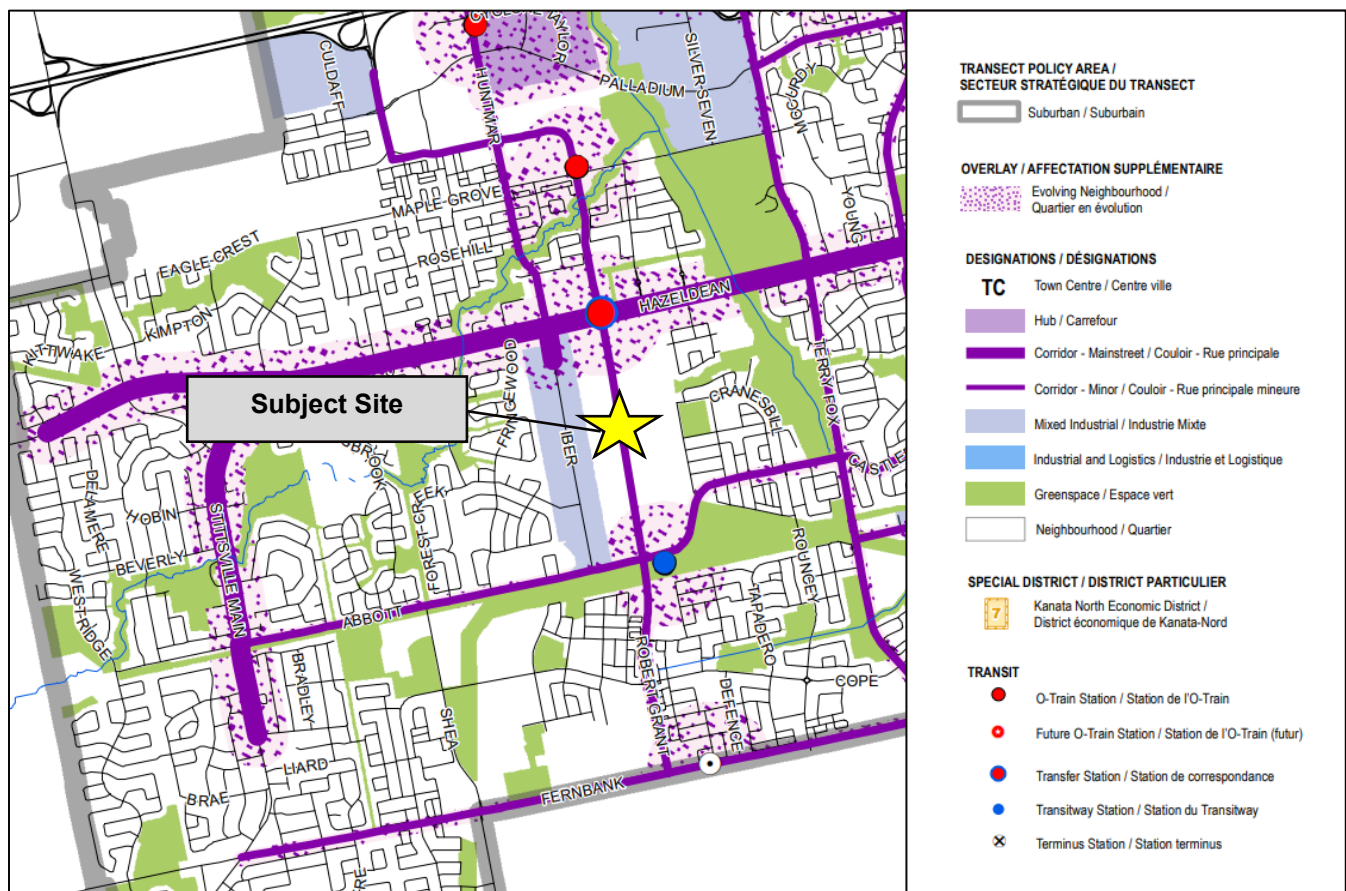 CYCLONE TAYLOR
CULDAFF
HUNTMAR
PALLADIUM
SILVER-SEVEN
MCCURDY
MAPLE-GROVE
YOUNG
ROSEHILL
EAGLE-CREST
HAZELDEAN
KIMPTON
KITTIWAKE
TERRY-FOX
Subject Site
FRINGEWOOD
IBER
CRANESBILL
CASTLE
SBROOK
DELAMERE
HOBIN
STITTSVILLE MAIN
FOREST-CREEK
BEVERLY
WESTRIDGE
ABBOTT
ROUNCEY
TAPADERO
BRADLEY
ROBERT-GRANT
COPE
DEFENCE
SHEA
LIARD
FERNBANK
BRAE
TRANSECT POLICY AREA /
SECTEUR STRATÉGIQUE DU TRANSECT
Suburban / Suburbain
OVERLAY / AFFECTATION SUPPLÉMENTAIRE
Evolving Neighbourhood /
Quartier en évolution
DESIGNATIONS / DÉSIGNATIONS
TC Town Centre / Centre ville
Hub / Carrefour
Corridor - Mainstreet / Couloir - Rue principale
Corridor - Minor / Couloir - Rue principale mineure
Mixed Industrial / Industrie Mixte
Industrial and Logistics / Industrie et Logistique
Greenspace / Espace vert
Neighbourhood / Quartier
SPECIAL DISTRICT / DISTRICT PARTICULIER
7 Kanata North Economic District /
District économique de Kanata-Nord
TRANSIT
O-Train Station / Station de l'O-Train
Future O-Train Station / Station de l'O-Train (futur)
Transfer Station / Station de correspondance
Transitway Station / Station du Transitway
Terminus Station / Station terminus